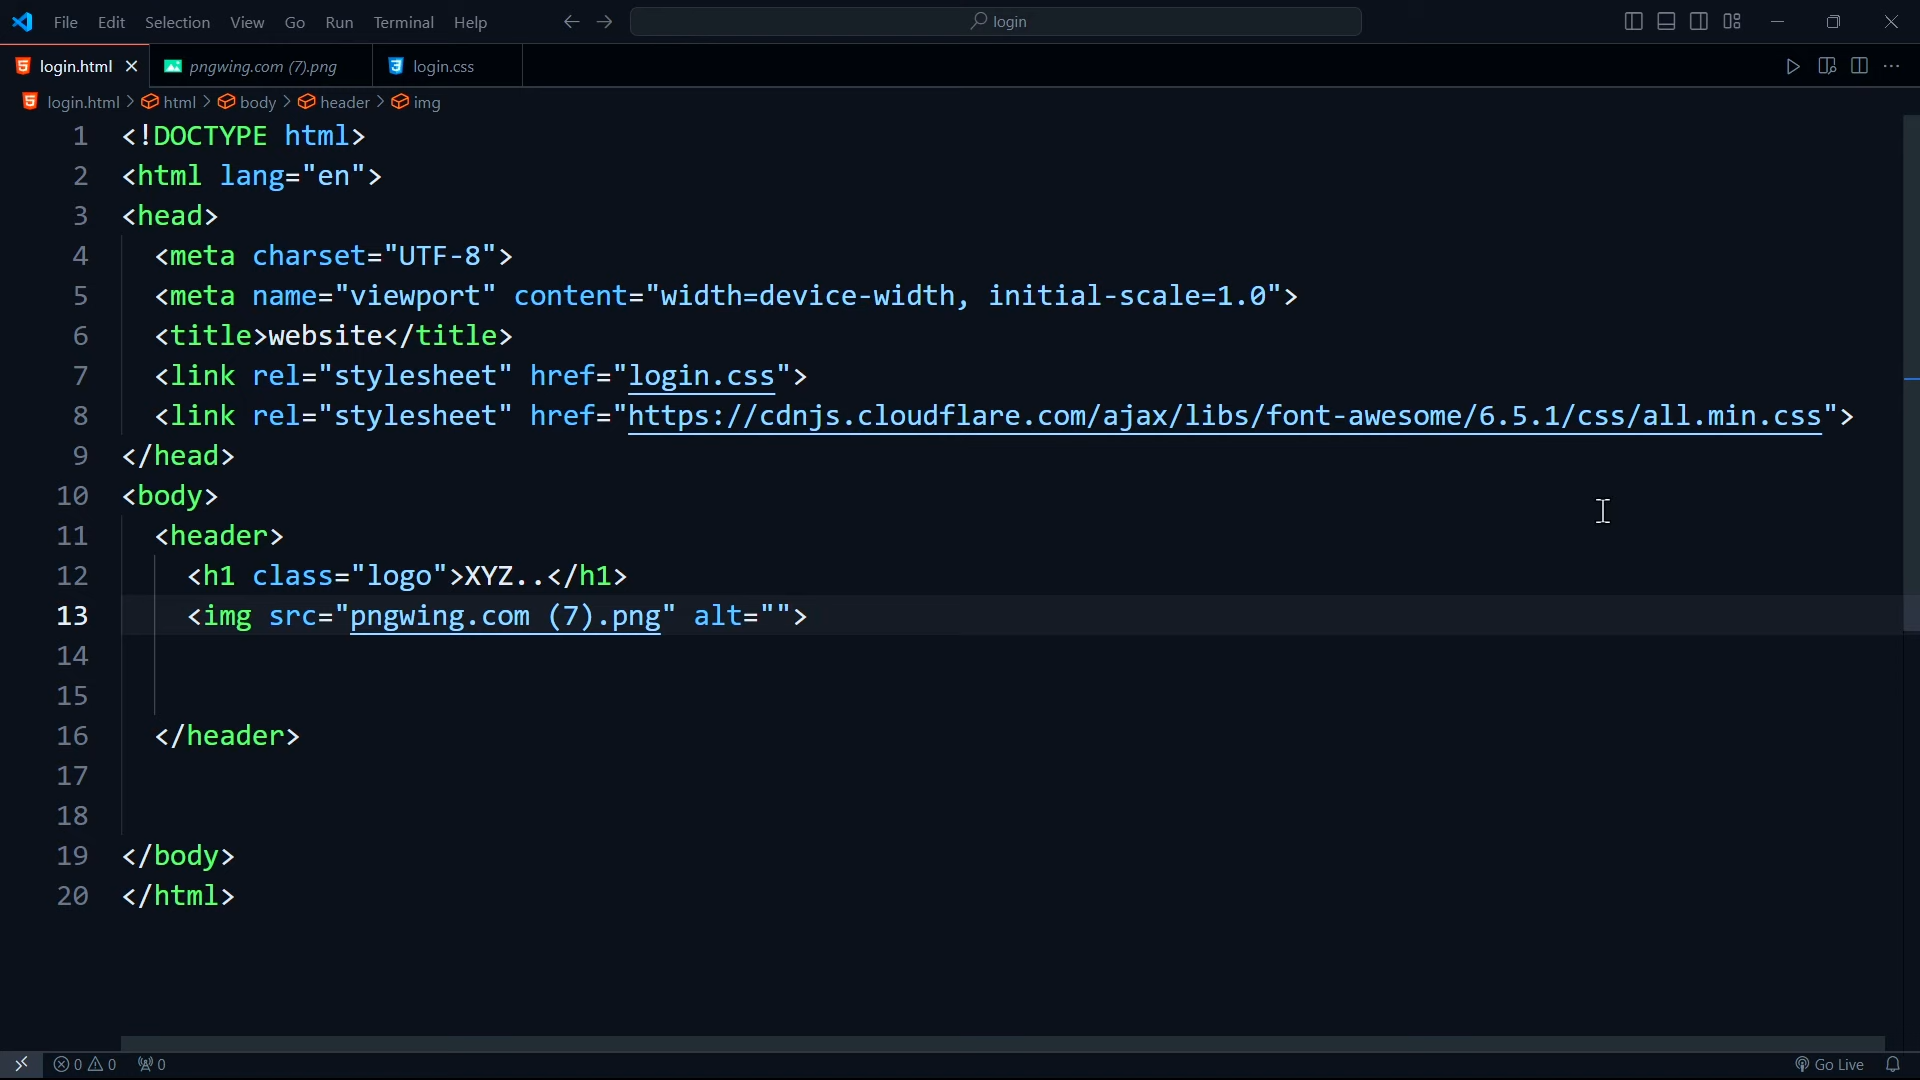 File Edit Selection View Go Run Terminal Help login
login.html pngwing.com (7).png login.css
login.html > html > body > header > img
1 <!DOCTYPE html>
2 <html lang="en">
3 <head>
4 <meta charset="UTF-8">
5 <meta name="viewport" content="width=device-width, initial-scale=1.0">
6 <title>website</title>
7 <link rel="stylesheet" href="login.css">
8 <link rel="stylesheet" href="https://cdnjs.cloudflare.com/ajax/libs/font-awesome/6.5.1/css/all.min.css">
9 </head>
10 <body>
11 <header>
12 <h1 class="logo">XYZ..</h1>
13 <img src="pngwing.com (7).png" alt="">
14
15
16 </header>
17
18
19 </body>
20 </html>
0 0 0 Go Live